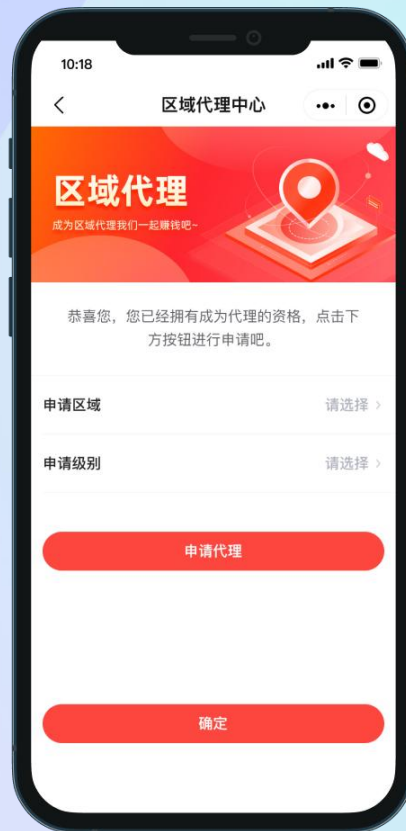 10:18
区域代理中心
区域代理
成为区域代理我们一起赚钱吧~
恭喜您，您已经拥有成为代理的资格，点击下
方按钮进行申请吧。
申请区域 请选择
申请级别 请选择
申请代理
确定